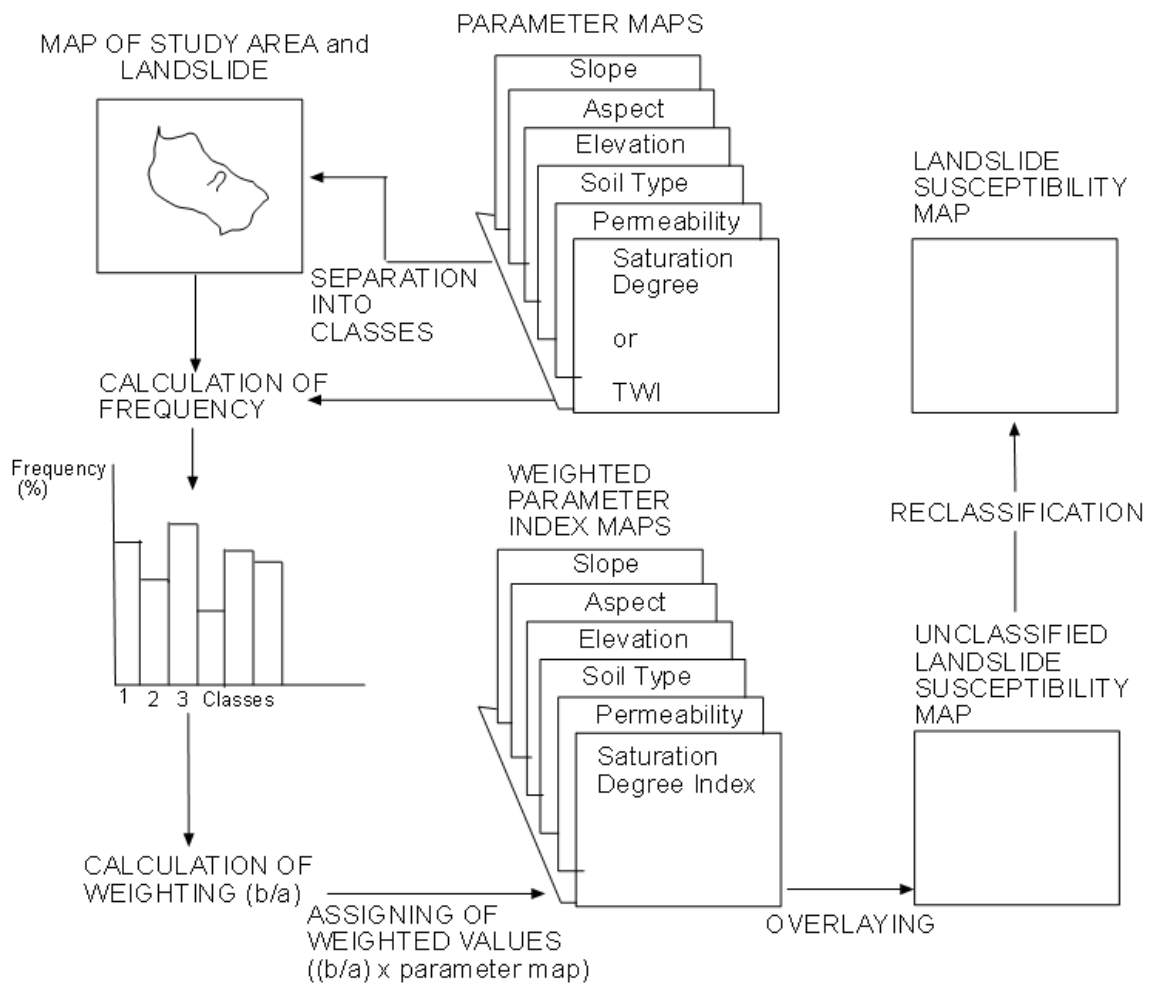 MAP OF STUDY AREA and
LANDSLIDE
PARAMETER MAPS
Slope
Aspect
Elevation
Soil Type
Permeability
Saturation
Degree
or
TWI
SEPARATION
INTO
CLASSES
CALCULATION OF
FREQUENCY
Frequency
(%)
1 2 3 Classes
CALCULATION OF
WEIGHTING (b/a)
ASSIGNING OF
WEIGHTED VALUES
((b/a) x parameter map)
WEIGHTED
PARAMETER
INDEX MAPS
Slope
Aspect
Elevation
Soil Type
Permeability
Saturation
Degree Index
OVERLAYING
UNCLASSIFIED
LANDSLIDE
SUSCEPTIBILITY
MAP
RECLASSIFICATION
LANDSLIDE
SUSCEPTIBILITY
MAP